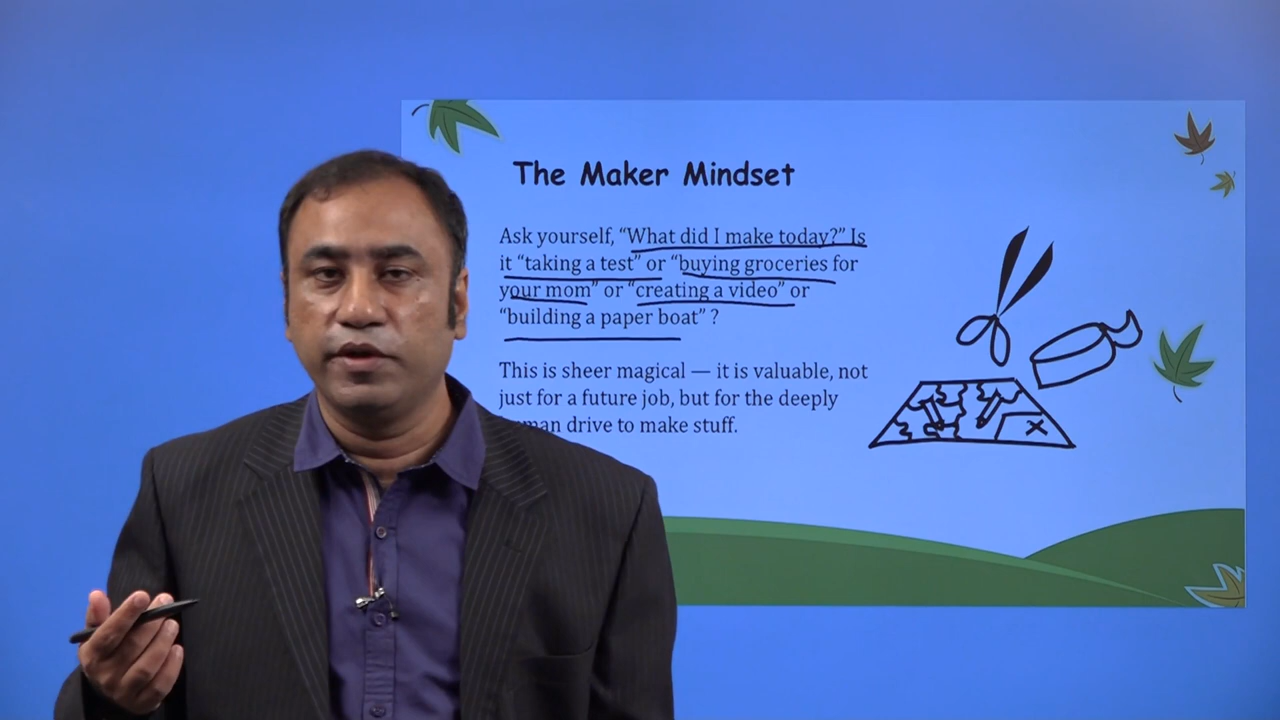 The Maker Mindset
Ask yourself, “What did I make today?” Is
it “taking a test” or “buying groceries for
your mom” or “creating a video” or
“building a paper boat” ?
This is sheer magical — it is valuable, not
just for a future job, but for the deeply
drive to make stuff.